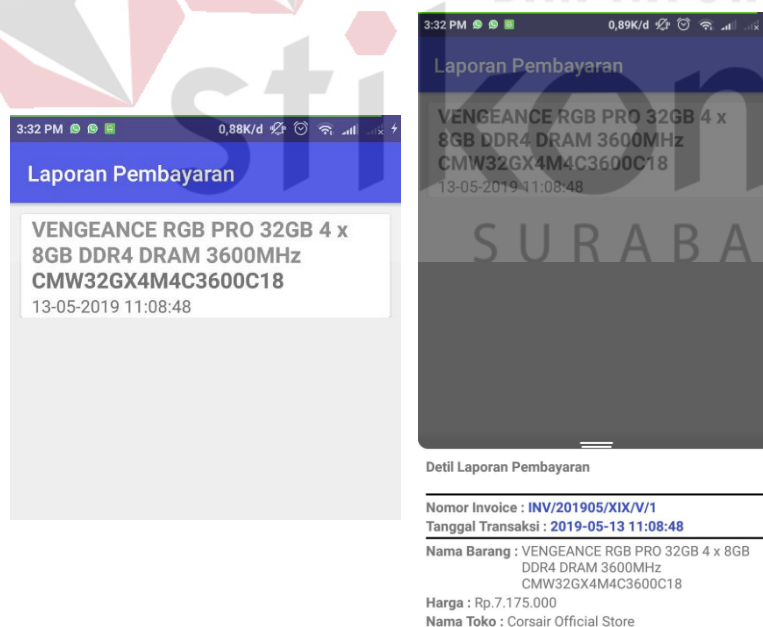 3:32 PM 0,88K/d
Laporan Pembayaran
VENGEANCE RGB PRO 32GB 4 x
8GB DDR4 DRAM 3600MHz
CMW32GX4M4C3600C18
13-05-2019 11:08:48
3:32 PM 0,89K/d
Laporan Pembayaran
VENGEANCE RGB PRO 32GB 4 x
8GB DDR4 DRAM 3600MHz
CMW32GX4M4C3600C18
13-05-2019 11:08:48
Detil Laporan Pembayaran
Nomor Invoice : INV/201905/XIX/V/1
Tanggal Transaksi : 2019-05-13 11:08:48
Nama Barang : VENGEANCE RGB PRO 32GB 4 x 8GB
DDR4 DRAM 3600MHz
CMW32GX4M4C3600C18
Harga : Rp.7.175.000
Nama Toko : Corsair Official Store
stikom
SURABA